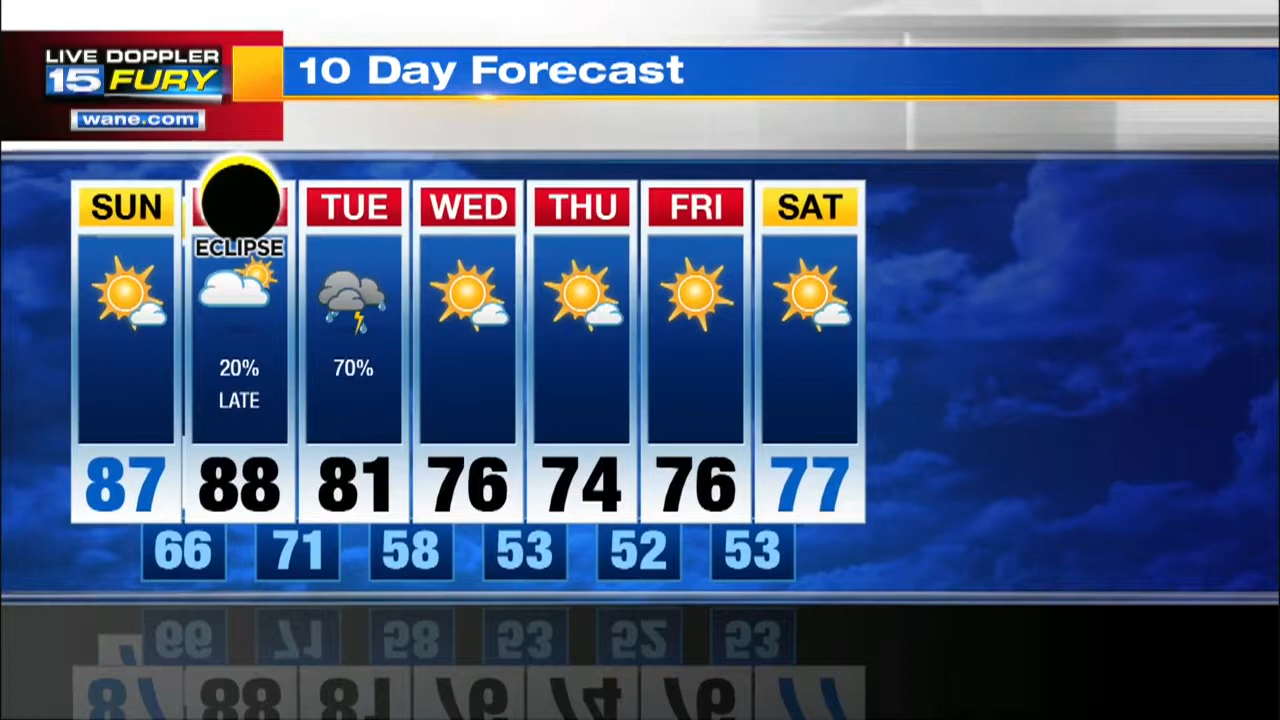 LIVE DOPPLER
15 FURY
wane.com
10 Day Forecast
SUN
ECLIPSE
TUE
WED
THU
FRI
SAT
20%
LATE
70%
87 88 81 76 74 76 77
66 71 58 53 52 53